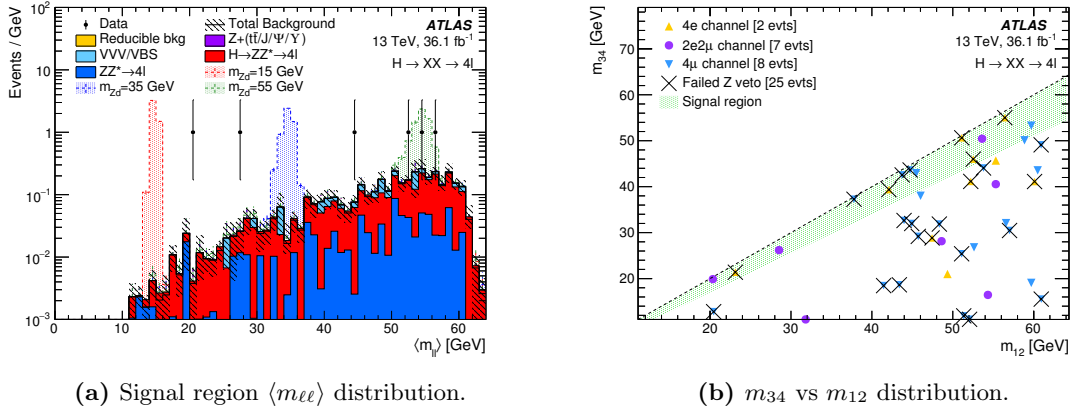 Events / GeV
10⁴
10³
10²
10
1
10⁻¹
10⁻²
10⁻³
0 10 20 30 40 50 60
⟨m_ll⟩ [GeV]
Data
Reducible bkg
VVV/VBS
ZZ*→4l
m_Zd=35 GeV
Total Background
Z+(tt̄/J/Ψ/Υ)
H→ZZ*→4l
m_Zd=15 GeV
m_Zd=55 GeV
ATLAS
13 TeV, 36.1 fb⁻¹
H → XX → 4l
(a) Signal region ⟨m_ℓℓ⟩ distribution.
m₃₄ [GeV]
70
60
50
40
30
20
20 30 40 50 60
m₁₂ [GeV]
4e channel [2 evts]
2e2μ channel [7 evts]
4μ channel [8 evts]
Failed Z veto [25 evts]
Signal region
ATLAS
13 TeV, 36.1 fb⁻¹
H → XX → 4l
(b) m₃₄ vs m₁₂ distribution.